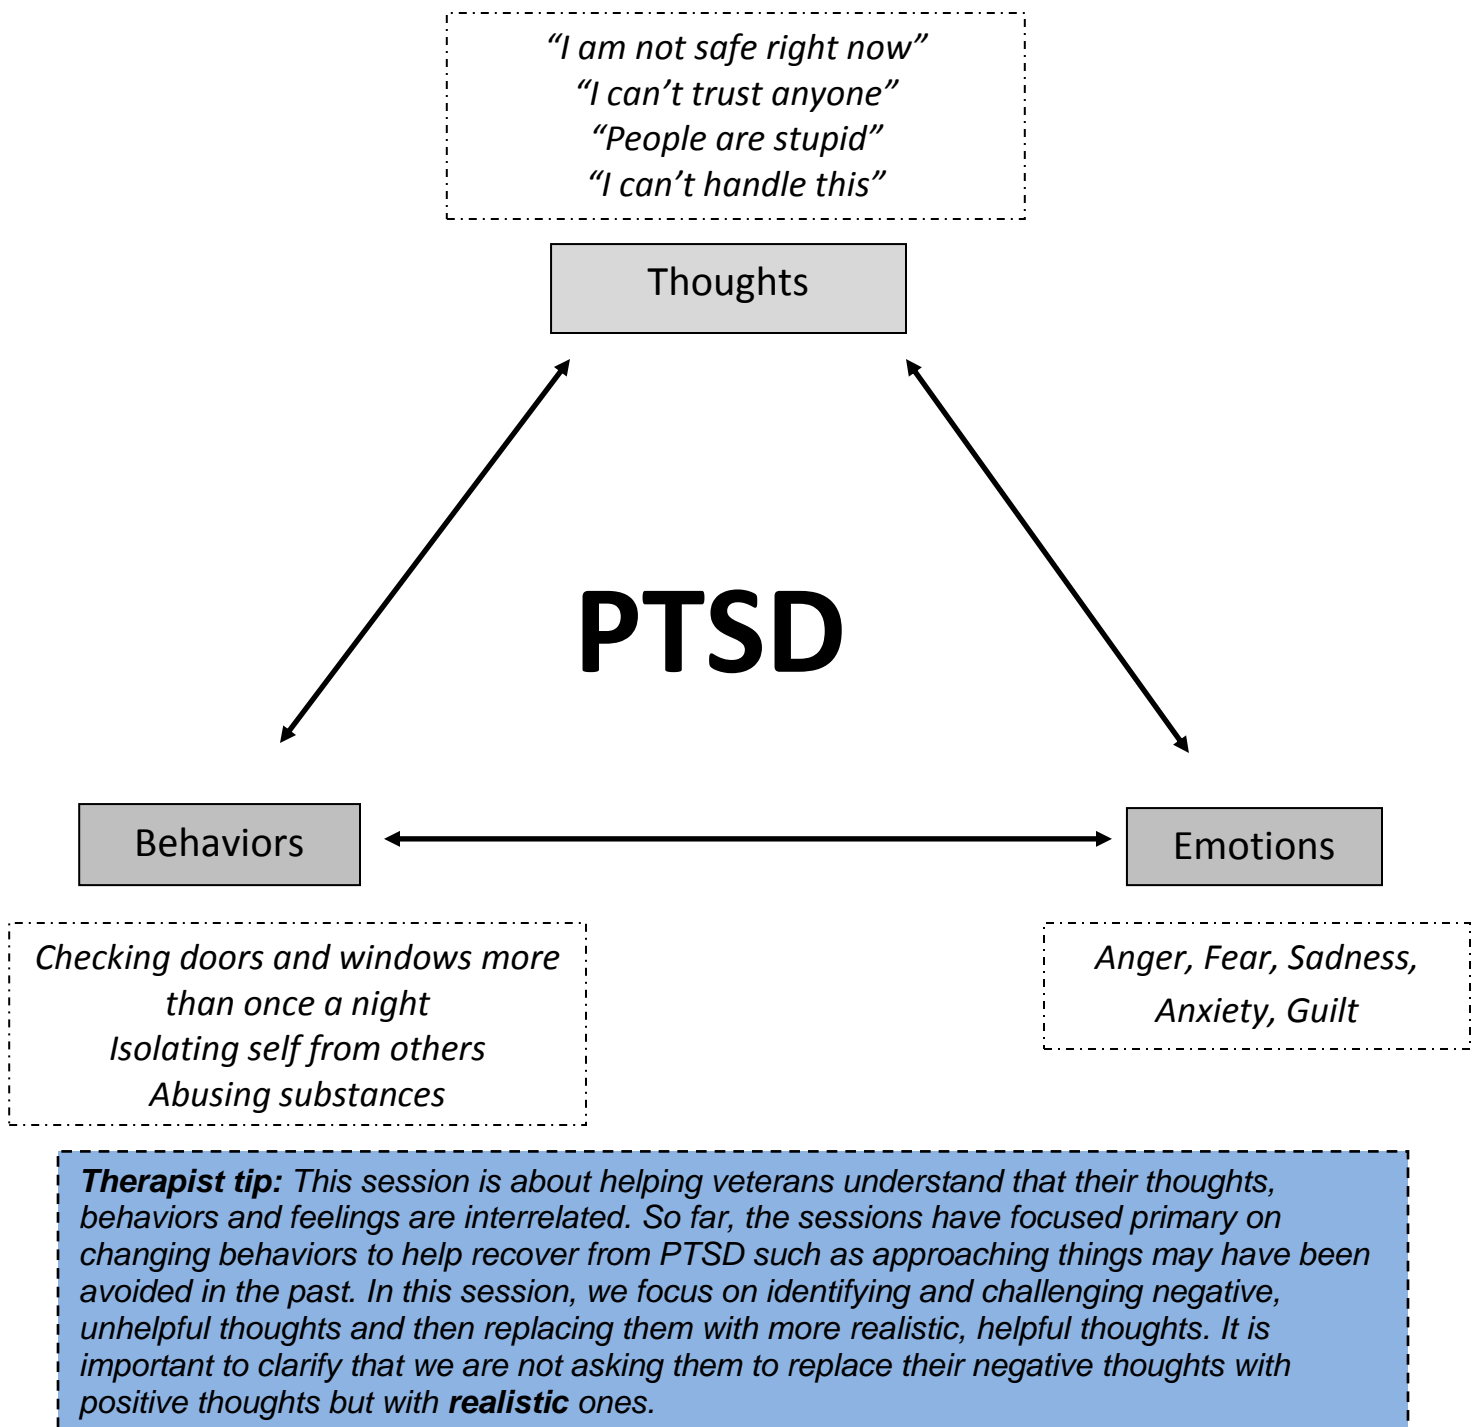 “I am not safe right now”
“I can’t trust anyone”
“People are stupid”
“I can’t handle this”
Thoughts
PTSD
Behaviors
Emotions
Checking doors and windows more
than once a night
Isolating self from others
Abusing substances
Anger, Fear, Sadness,
Anxiety, Guilt
Therapist tip: This session is about helping veterans understand that their thoughts,
behaviors and feelings are interrelated. So far, the sessions have focused primary on
changing behaviors to help recover from PTSD such as approaching things may have been
avoided in the past. In this session, we focus on identifying and challenging negative,
unhelpful thoughts and then replacing them with more realistic, helpful thoughts. It is
important to clarify that we are not asking them to replace their negative thoughts with
positive thoughts but with realistic ones.